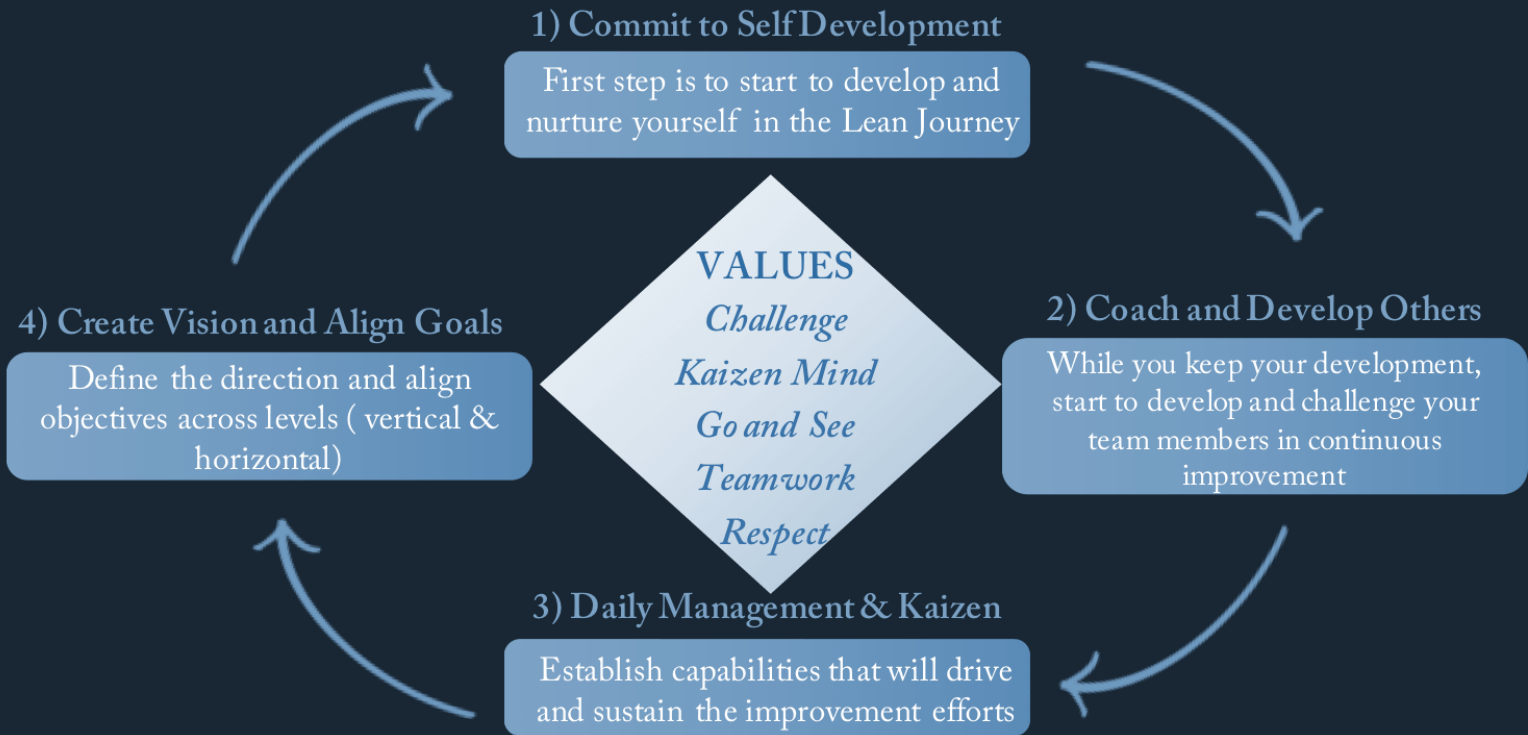 1) Commit to Self Development
First step is to start to develop and
nurture yourself in the Lean Journey
VALUES
Challenge
Kaizen Mind
Go and See
Teamwork
Respect
2) Coach and Develop Others
While you keep your development,
start to develop and challenge your
team members in continuous
improvement
3) Daily Management & Kaizen
Establish capabilities that will drive
and sustain the improvement efforts
4) Create Vision and Align Goals
Define the direction and align
objectives across levels ( vertical &
horizontal)